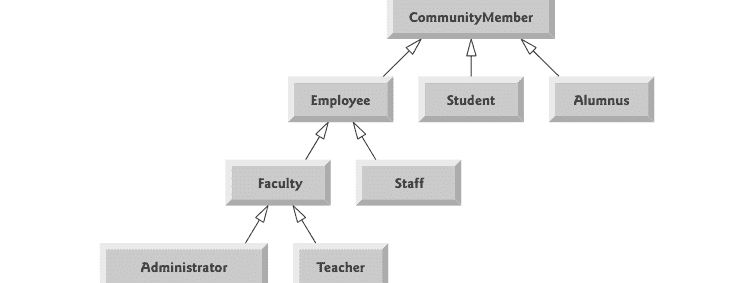 CommunityMember
Employee
Student
Alumnus
Faculty
Staff
Administrator
Teacher